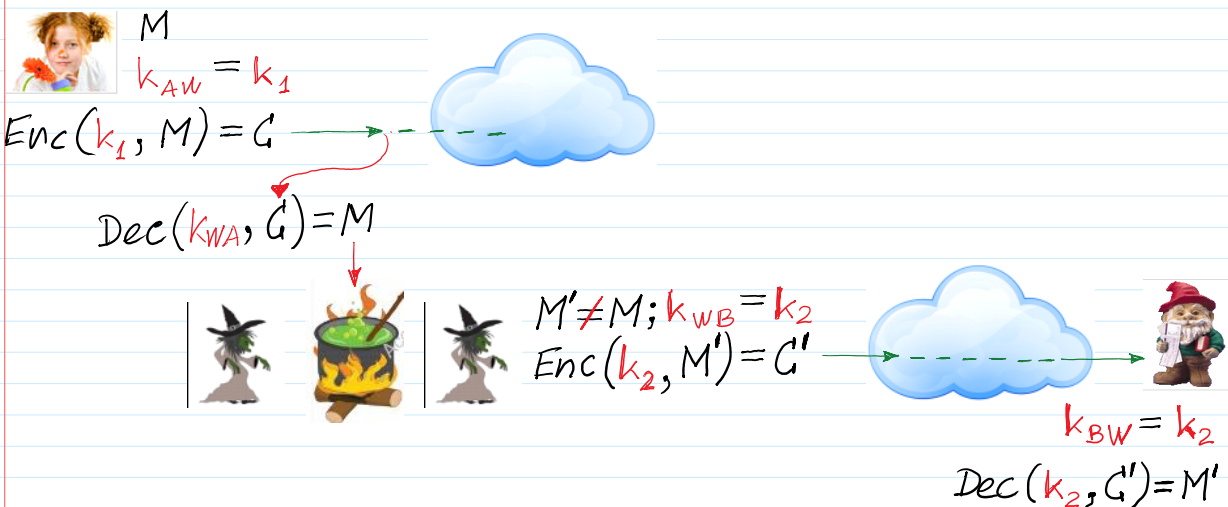 M
k_AW = k_1
Enc(k_1, M) = C
Dec(k_WA, C) = M
M' ≠ M; k_WB = k_2
Enc(k_2, M') = C'
k_BW = k_2
Dec(k_2, C') = M'